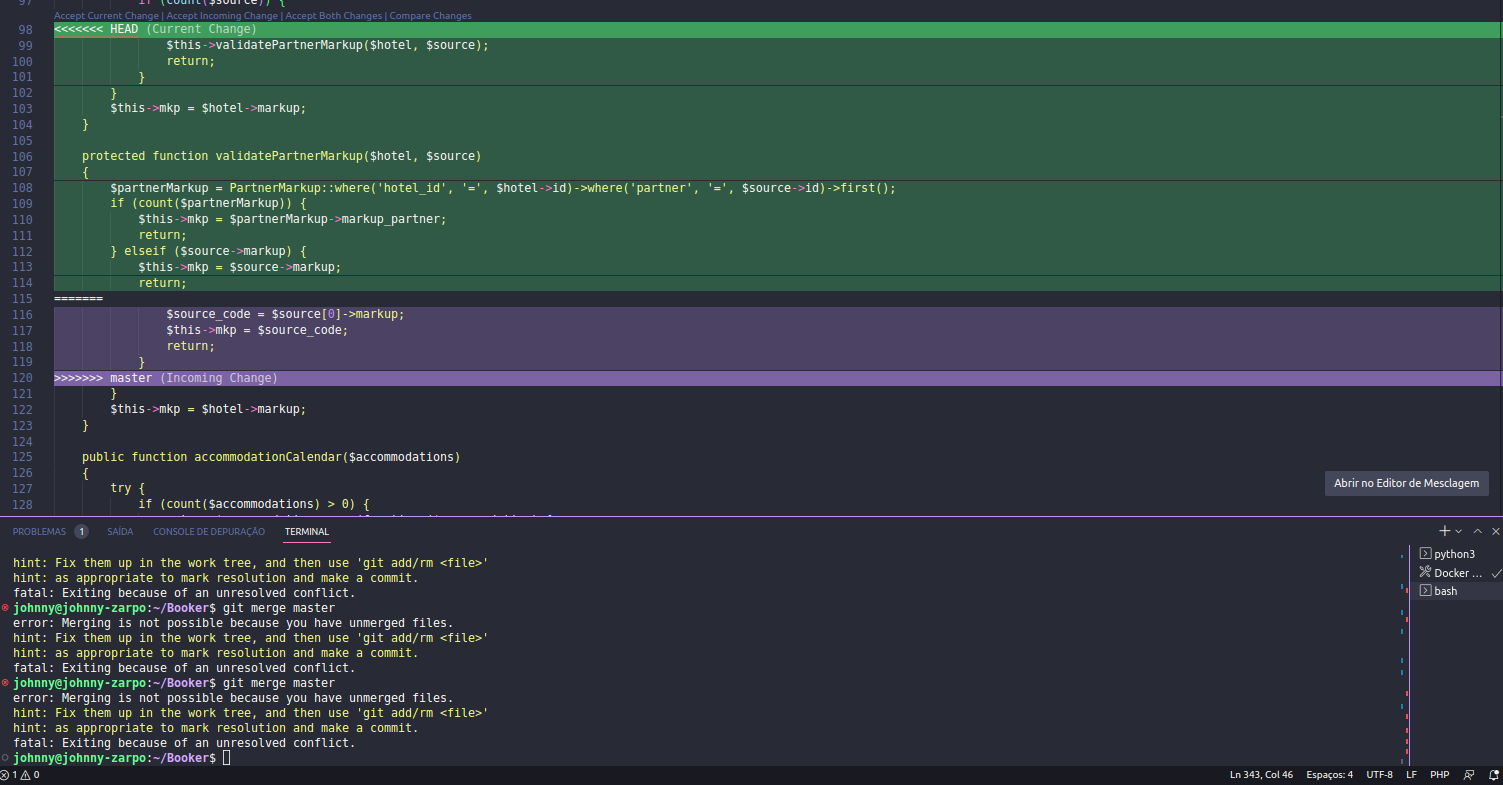 97 if (count($source)) {
Accept Current Change | Accept Incoming Change | Accept Both Changes | Compare Changes
98 <<<<<<< HEAD (Current Change)
99 $this->validatePartnerMarkup($hotel, $source);
100 return;
101 }
102 }
103 $this->mkp = $hotel->markup;
104 }
105
106 protected function validatePartnerMarkup($hotel, $source)
107 {
108 $partnerMarkup = PartnerMarkup::where('hotel_id', '=', $hotel->id)->where('partner', '=', $source->id)->first();
109 if (count($partnerMarkup)) {
110 $this->mkp = $partnerMarkup->markup_partner;
111 return;
112 } elseif ($source->markup) {
113 $this->mkp = $source->markup;
114 return;
115 =======
116 $source_code = $source[0]->markup;
117 $this->mkp = $source_code;
118 return;
119 }
120 >>>>>>> master (Incoming Change)
121 }
122 $this->mkp = $hotel->markup;
123 }
124
125 public function accommodationCalendar($accommodations)
126 {
127 try {
128 if (count($accommodations) > 0) {
Abrir no Editor de Mesclagem
PROBLEMAS 1 SAÍDA CONSOLE DE DEPURAÇÃO TERMINAL
hint: Fix them up in the work tree, and then use 'git add/rm <file>'
hint: as appropriate to mark resolution and make a commit.
fatal: Exiting because of an unresolved conflict.
johnny@johnny-zarpo:~/Booker$ git merge master
error: Merging is not possible because you have unmerged files.
hint: Fix them up in the work tree, and then use 'git add/rm <file>'
hint: as appropriate to mark resolution and make a commit.
fatal: Exiting because of an unresolved conflict.
johnny@johnny-zarpo:~/Booker$ git merge master
error: Merging is not possible because you have unmerged files.
hint: Fix them up in the work tree, and then use 'git add/rm <file>'
hint: as appropriate to mark resolution and make a commit.
fatal: Exiting because of an unresolved conflict.
johnny@johnny-zarpo:~/Booker$
python3
Docker ...
bash
1 0 Ln 343, Col 46 Espaços: 4 UTF-8 LF PHP